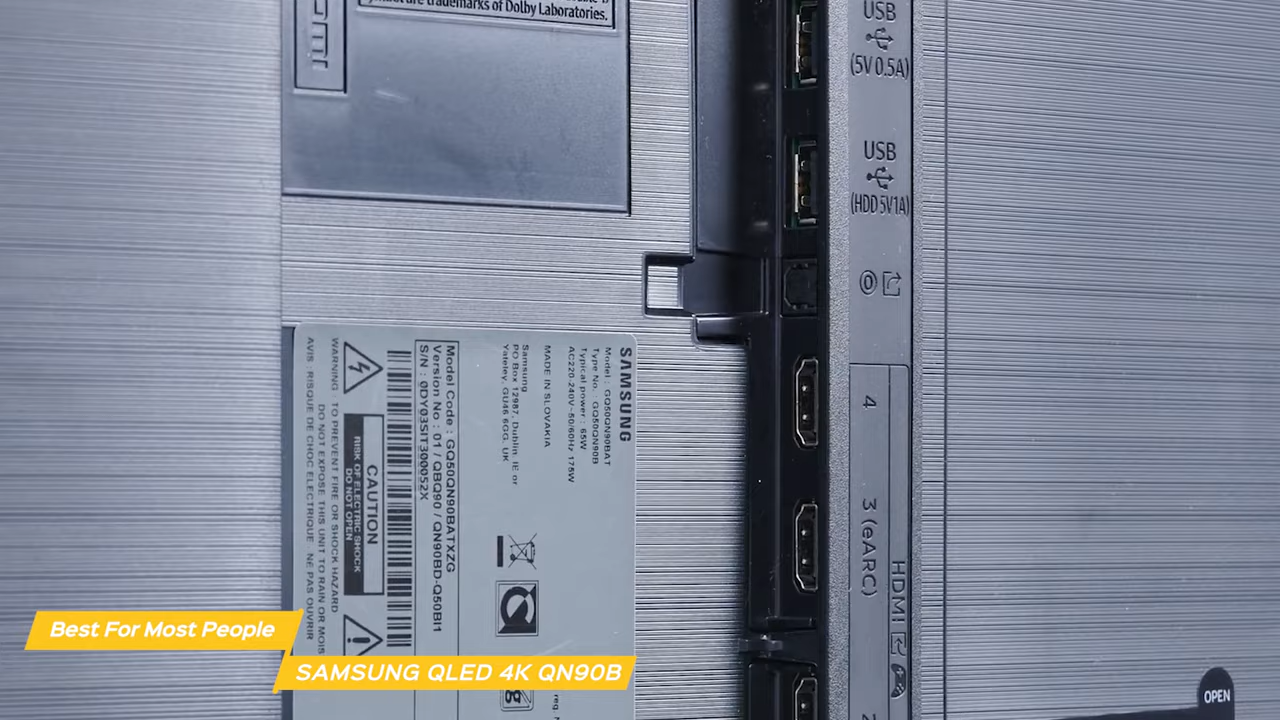 HDMI
are trademarks of Dolby Laboratories.
USB
(5V 0.5A)
USB
(HDD 5V 1A)
4
3 (eARC)
HDMI
2
SAMSUNG
Model : GQ50QN90BAT
Type No. : GQ50QN90B
Typical power : 65W
AC220-240V~50/60Hz 175W
MADE IN SLOVAKIA
Samsung
PO Box 12987, Dublin. IE or
Yateley, GU46 6GG. UK
Model Code : GQ50QN90BATXZG
Version No : 01 / QBQ90 / QN90BD-Q50BI1
S/N : 0DY03SIT300052X
CAUTION
RISK OF ELECTRIC SHOCK
DO NOT OPEN
WARNING : TO PREVENT FIRE OR SHOCK HAZARD
DO NOT EXPOSE THIS UNIT TO RAIN OR MOIS
AVIS : RISQUE DE CHOC ELECTRIQUE - NE PAS OUVRIR
OPEN
Best For Most People
SAMSUNG QLED 4K QN90B